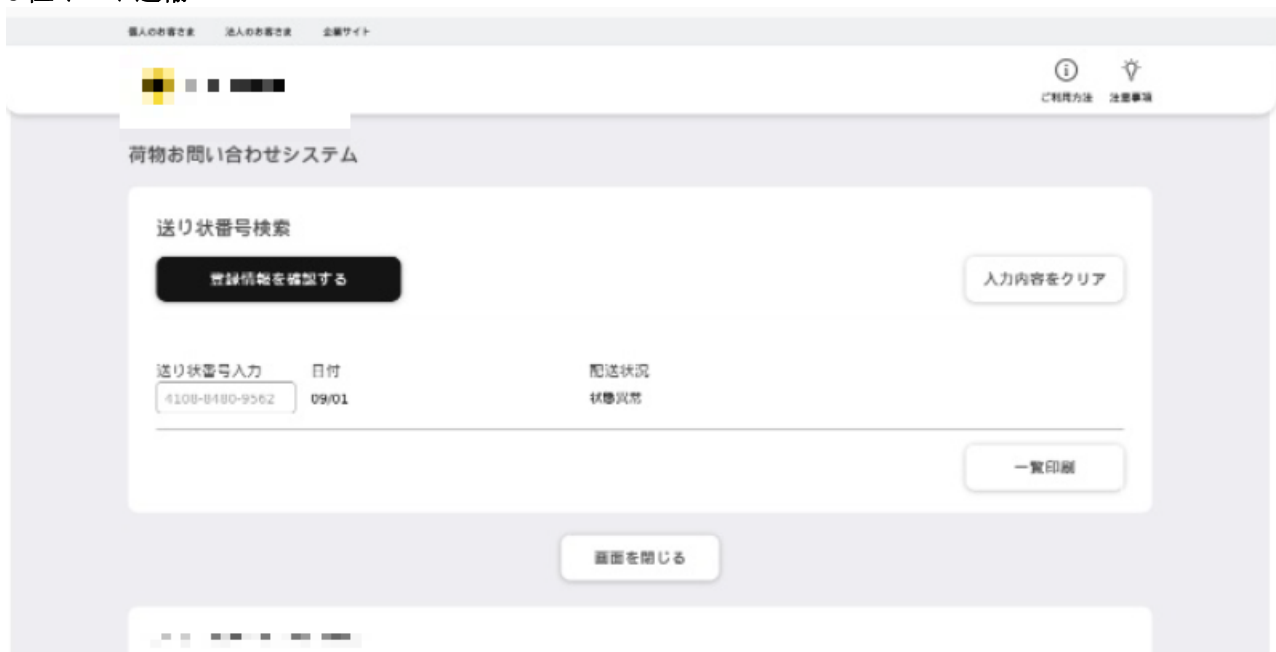 個人のお客さま 法人のお客さま 企業サイト
ご利用方法 注意事項
荷物お問い合わせシステム
送り状番号検索
登録情報を確認する 入力内容をクリア
送り状番号入力 日付 配送状況
4108-8480-9562 09/01 状態異常
一覧印刷
画面を閉じる